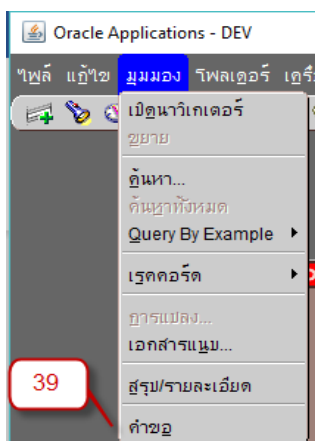 Oracle Applications - DEV
ไฟล์ แก้ไข มุมมอง โฟลเดอร์
เปิดนาวิเกเตอร์
ขยาย
ค้นหา...
ค้นหาทั้งหมด
Query By Example
เรคคอร์ด
การแปลง...
เอกสารแนบ...
สรุป/รายละเอียด
39
คำขอ